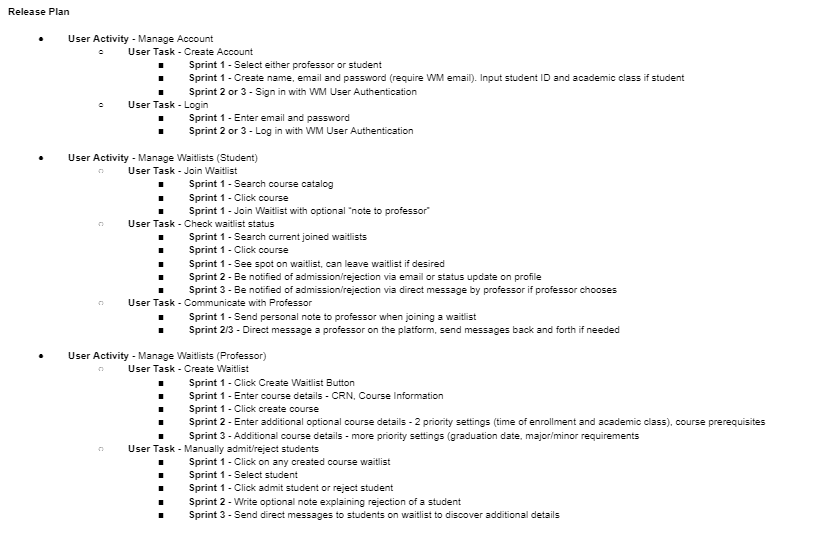 Release Plan
● User Activity - Manage Account
○ User Task - Create Account
■ Sprint 1 - Select either professor or student
■ Sprint 1 - Create name, email and password (require WM email). Input student ID and academic class if student
■ Sprint 2 or 3 - Sign in with WM User Authentication
○ User Task - Login
■ Sprint 1 - Enter email and password
■ Sprint 2 or 3 - Log in with WM User Authentication
● User Activity - Manage Waitlists (Student)
○ User Task - Join Waitlist
■ Sprint 1 - Search course catalog
■ Sprint 1 - Click course
■ Sprint 1 - Join Waitlist with optional "note to professor"
○ User Task - Check waitlist status
■ Sprint 1 - Search current joined waitlists
■ Sprint 1 - Click course
■ Sprint 1 - See spot on waitlist, can leave waitlist if desired
■ Sprint 2 - Be notified of admission/rejection via email or status update on profile
■ Sprint 3 - Be notified of admission/rejection via direct message by professor if professor chooses
○ User Task - Communicate with Professor
■ Sprint 1 - Send personal note to professor when joining a waitlist
■ Sprint 2/3 - Direct message a professor on the platform, send messages back and forth if needed
● User Activity - Manage Waitlists (Professor)
○ User Task - Create Waitlist
■ Sprint 1 - Click Create Waitlist Button
■ Sprint 1 - Enter course details - CRN, Course Information
■ Sprint 1 - Click create course
■ Sprint 2 - Enter additional optional course details - 2 priority settings (time of enrollment and academic class), course prerequisites
■ Sprint 3 - Additional course details - more priority settings (graduation date, major/minor requirements
○ User Task - Manually admit/reject students
■ Sprint 1 - Click on any created course waitlist
■ Sprint 1 - Select student
■ Sprint 1 - Click admit student or reject student
■ Sprint 2 - Write optional note explaining rejection of a student
■ Sprint 3 - Send direct messages to students on waitlist to discover additional details